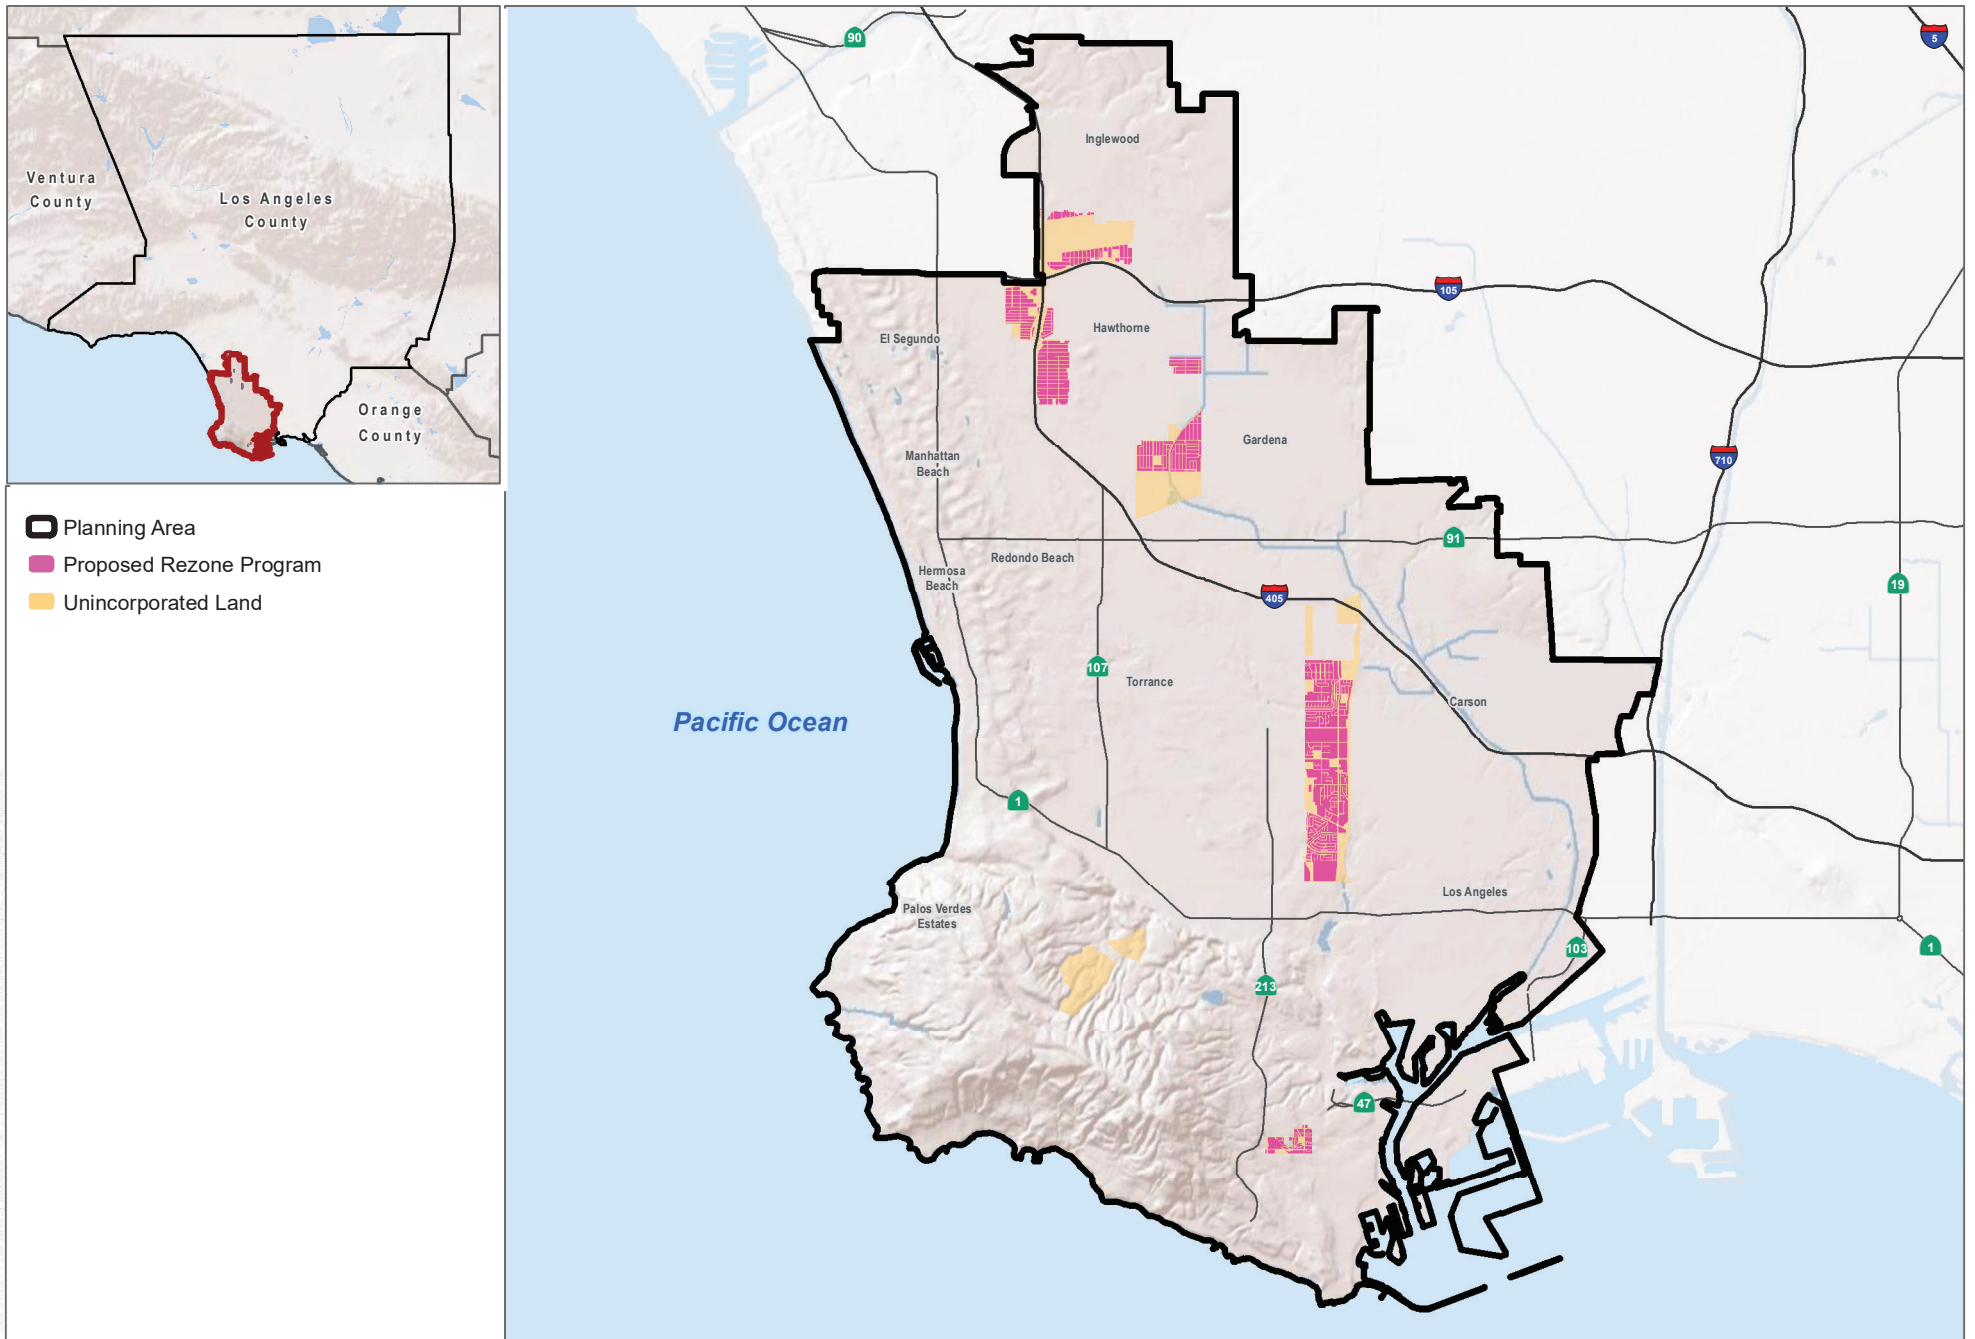 Ventura
County
Los Angeles
County
Orange
County
Planning Area
Proposed Rezone Program
Unincorporated Land
90
5
Inglewood
105
Hawthorne
El Segundo
Gardena
Manhattan
Beach
710
91
Redondo Beach
Hermosa
Beach
19
405
107
Torrance
Carson
Pacific Ocean
1
Los Angeles
Palos Verdes
Estates
103
1
213
47